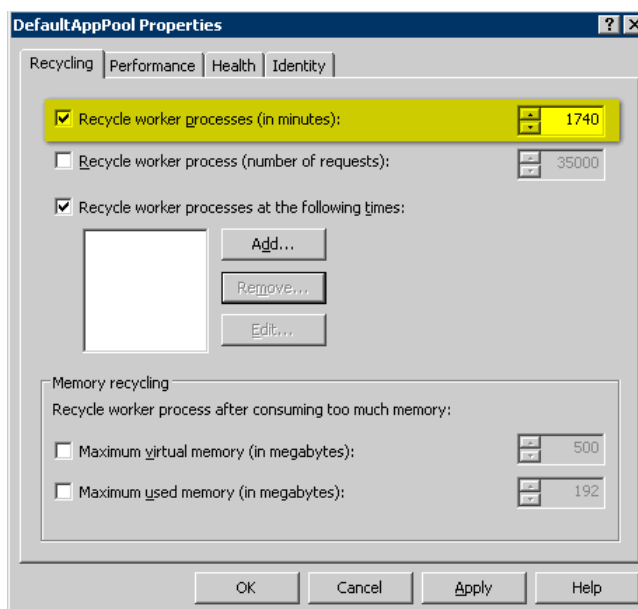 DefaultAppPool Properties
Recycling Performance Health Identity
Recycle worker processes (in minutes): 1740
Recycle worker process (number of requests): 35000
Recycle worker processes at the following times:
Add...
Remove...
Edit...
Memory recycling
Recycle worker process after consuming too much memory:
Maximum virtual memory (in megabytes): 500
Maximum used memory (in megabytes): 192
OK Cancel Apply Help